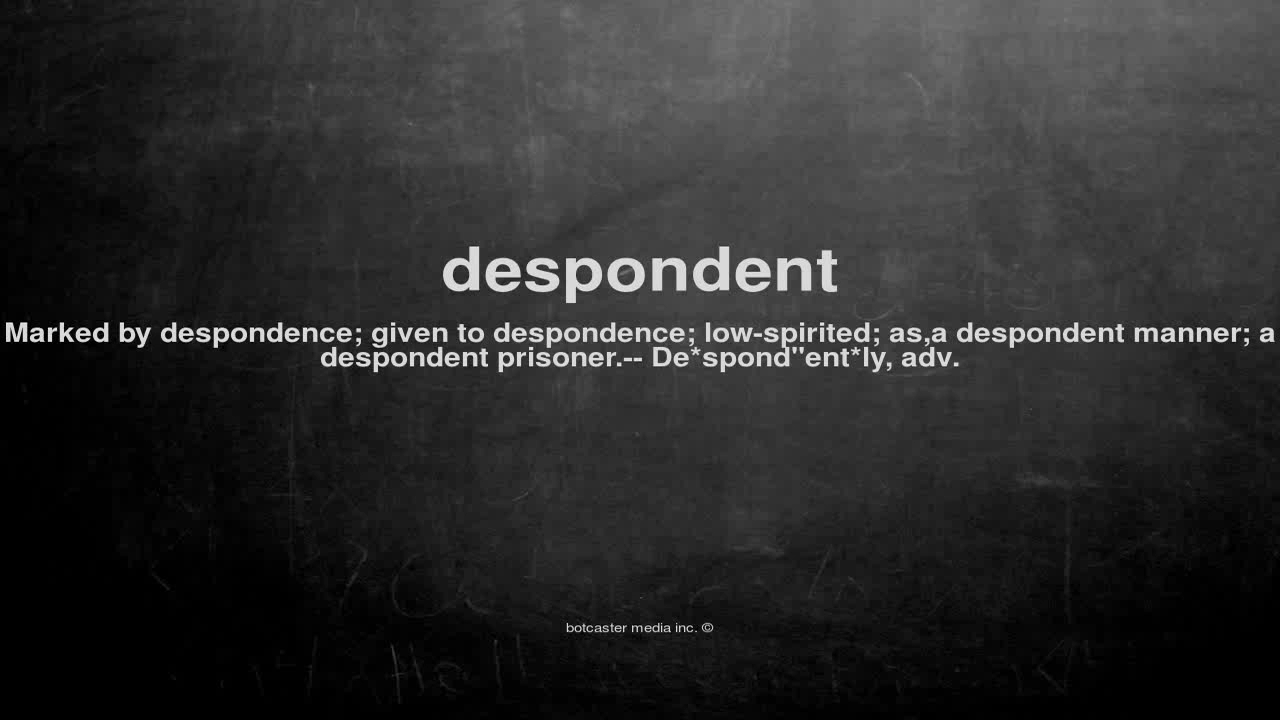 despondent
Marked by despondence; given to despondence; low-spirited; as,a despondent manner; a
despondent prisoner.-- De*spond"ent*ly, adv.
botcaster media inc. ©